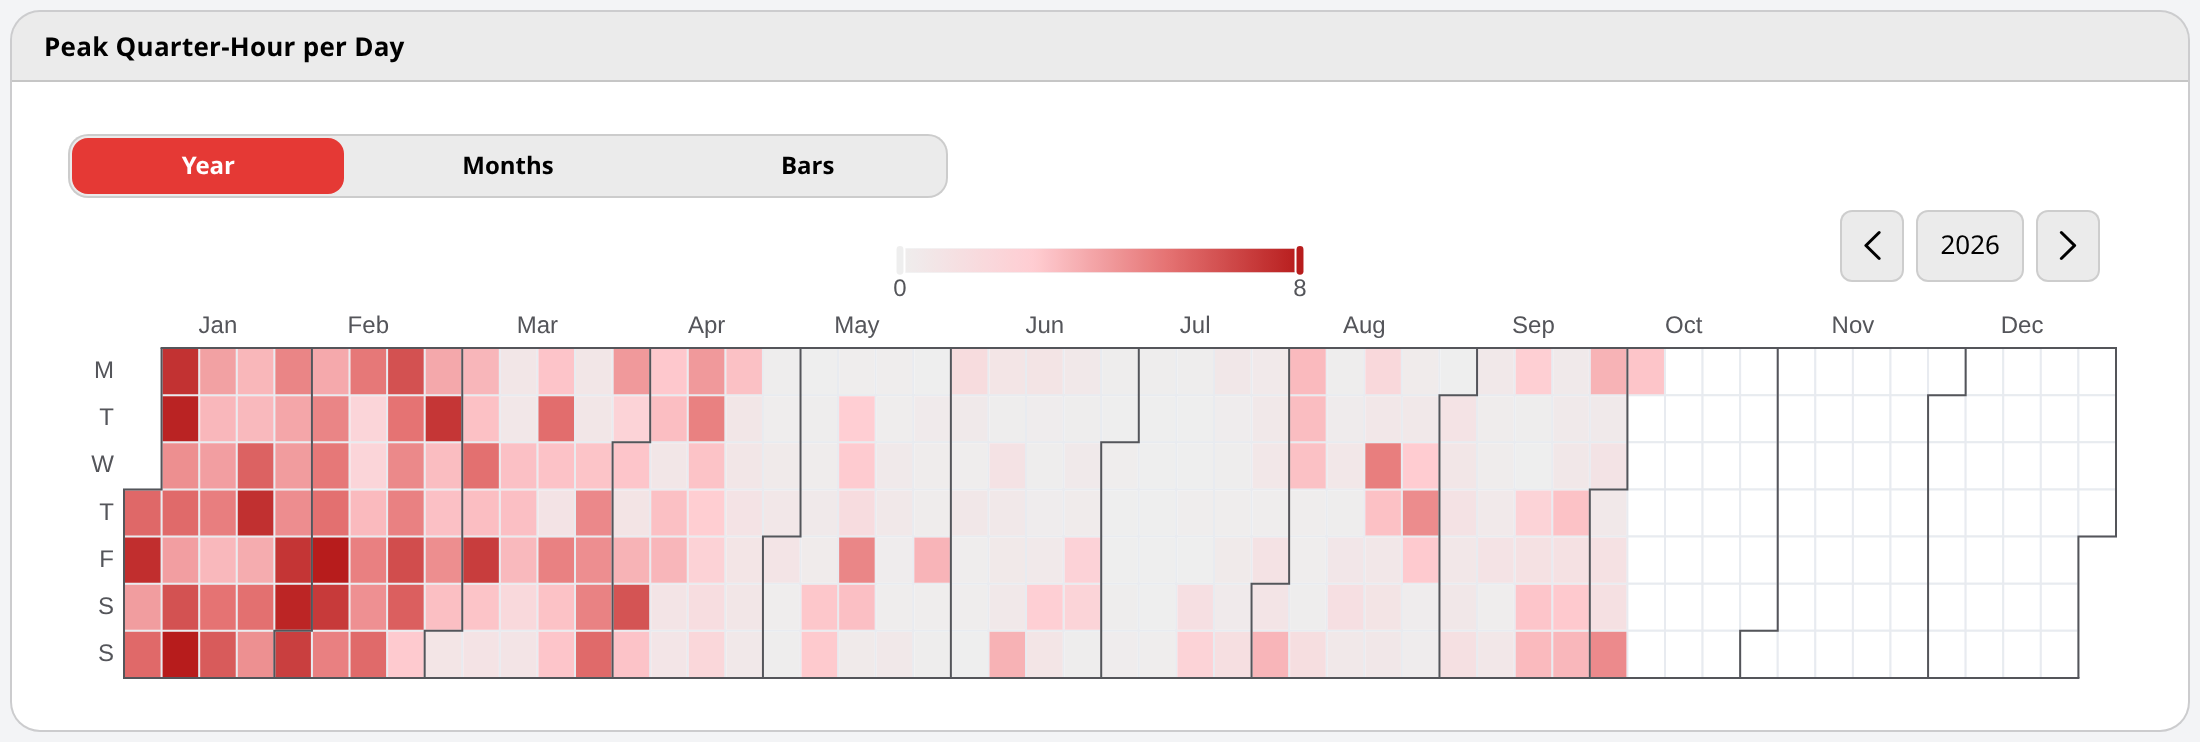 Peak Quarter-Hour per Day
Year Months Bars
2026
0 8
Jan Feb Mar Apr May Jun Jul Aug Sep Oct Nov Dec
M
T
W
T
F
S
S